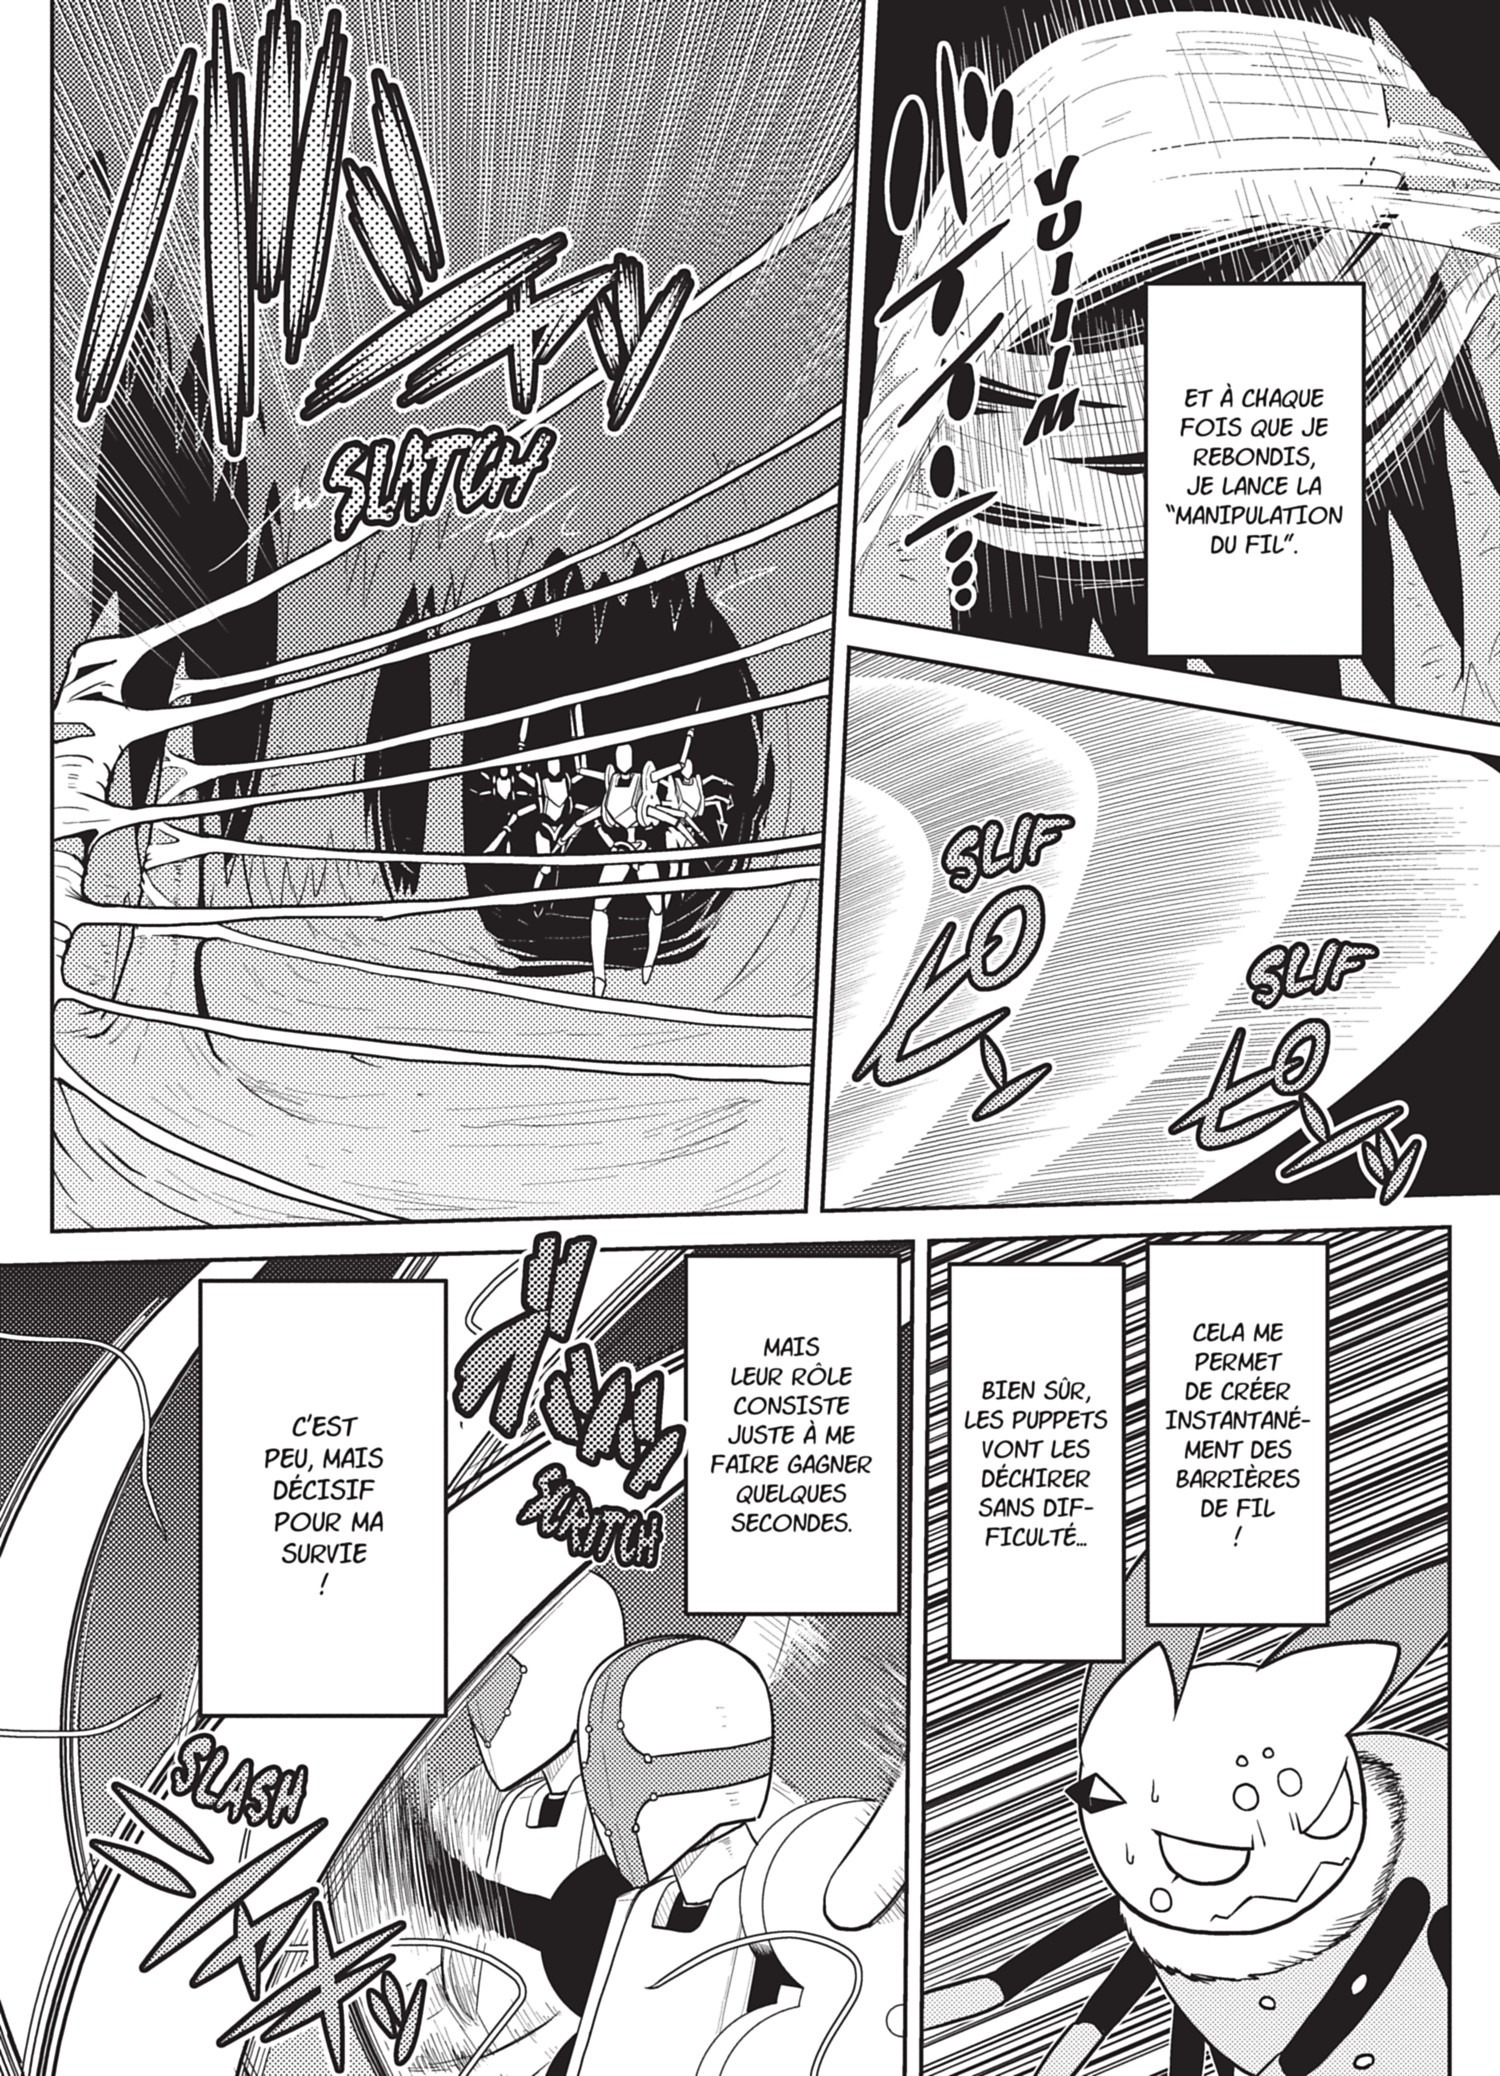 VUIIIM
ET À CHAQUE
FOIS QUE JE
REBONDIS,
JE LANCE LA
“MANIPULATION
DU FIL”.
SLIF
SLIF
SLATCH
CELA ME
PERMET
DE CRÉER
INSTANTANÉ-
MENT DES
BARRIÈRES
DE FIL
!
BIEN SÛR,
LES PUPPETS
VONT LES
DÉCHIRER
SANS DIF-
FICULTÉ...
MAIS
LEUR RÔLE
CONSISTE
JUSTE À ME
FAIRE GAGNER
QUELQUES
SECONDES.
SCRITCH
C’EST
PEU, MAIS
DÉCISIF
POUR MA
SURVIE
!
SLASH